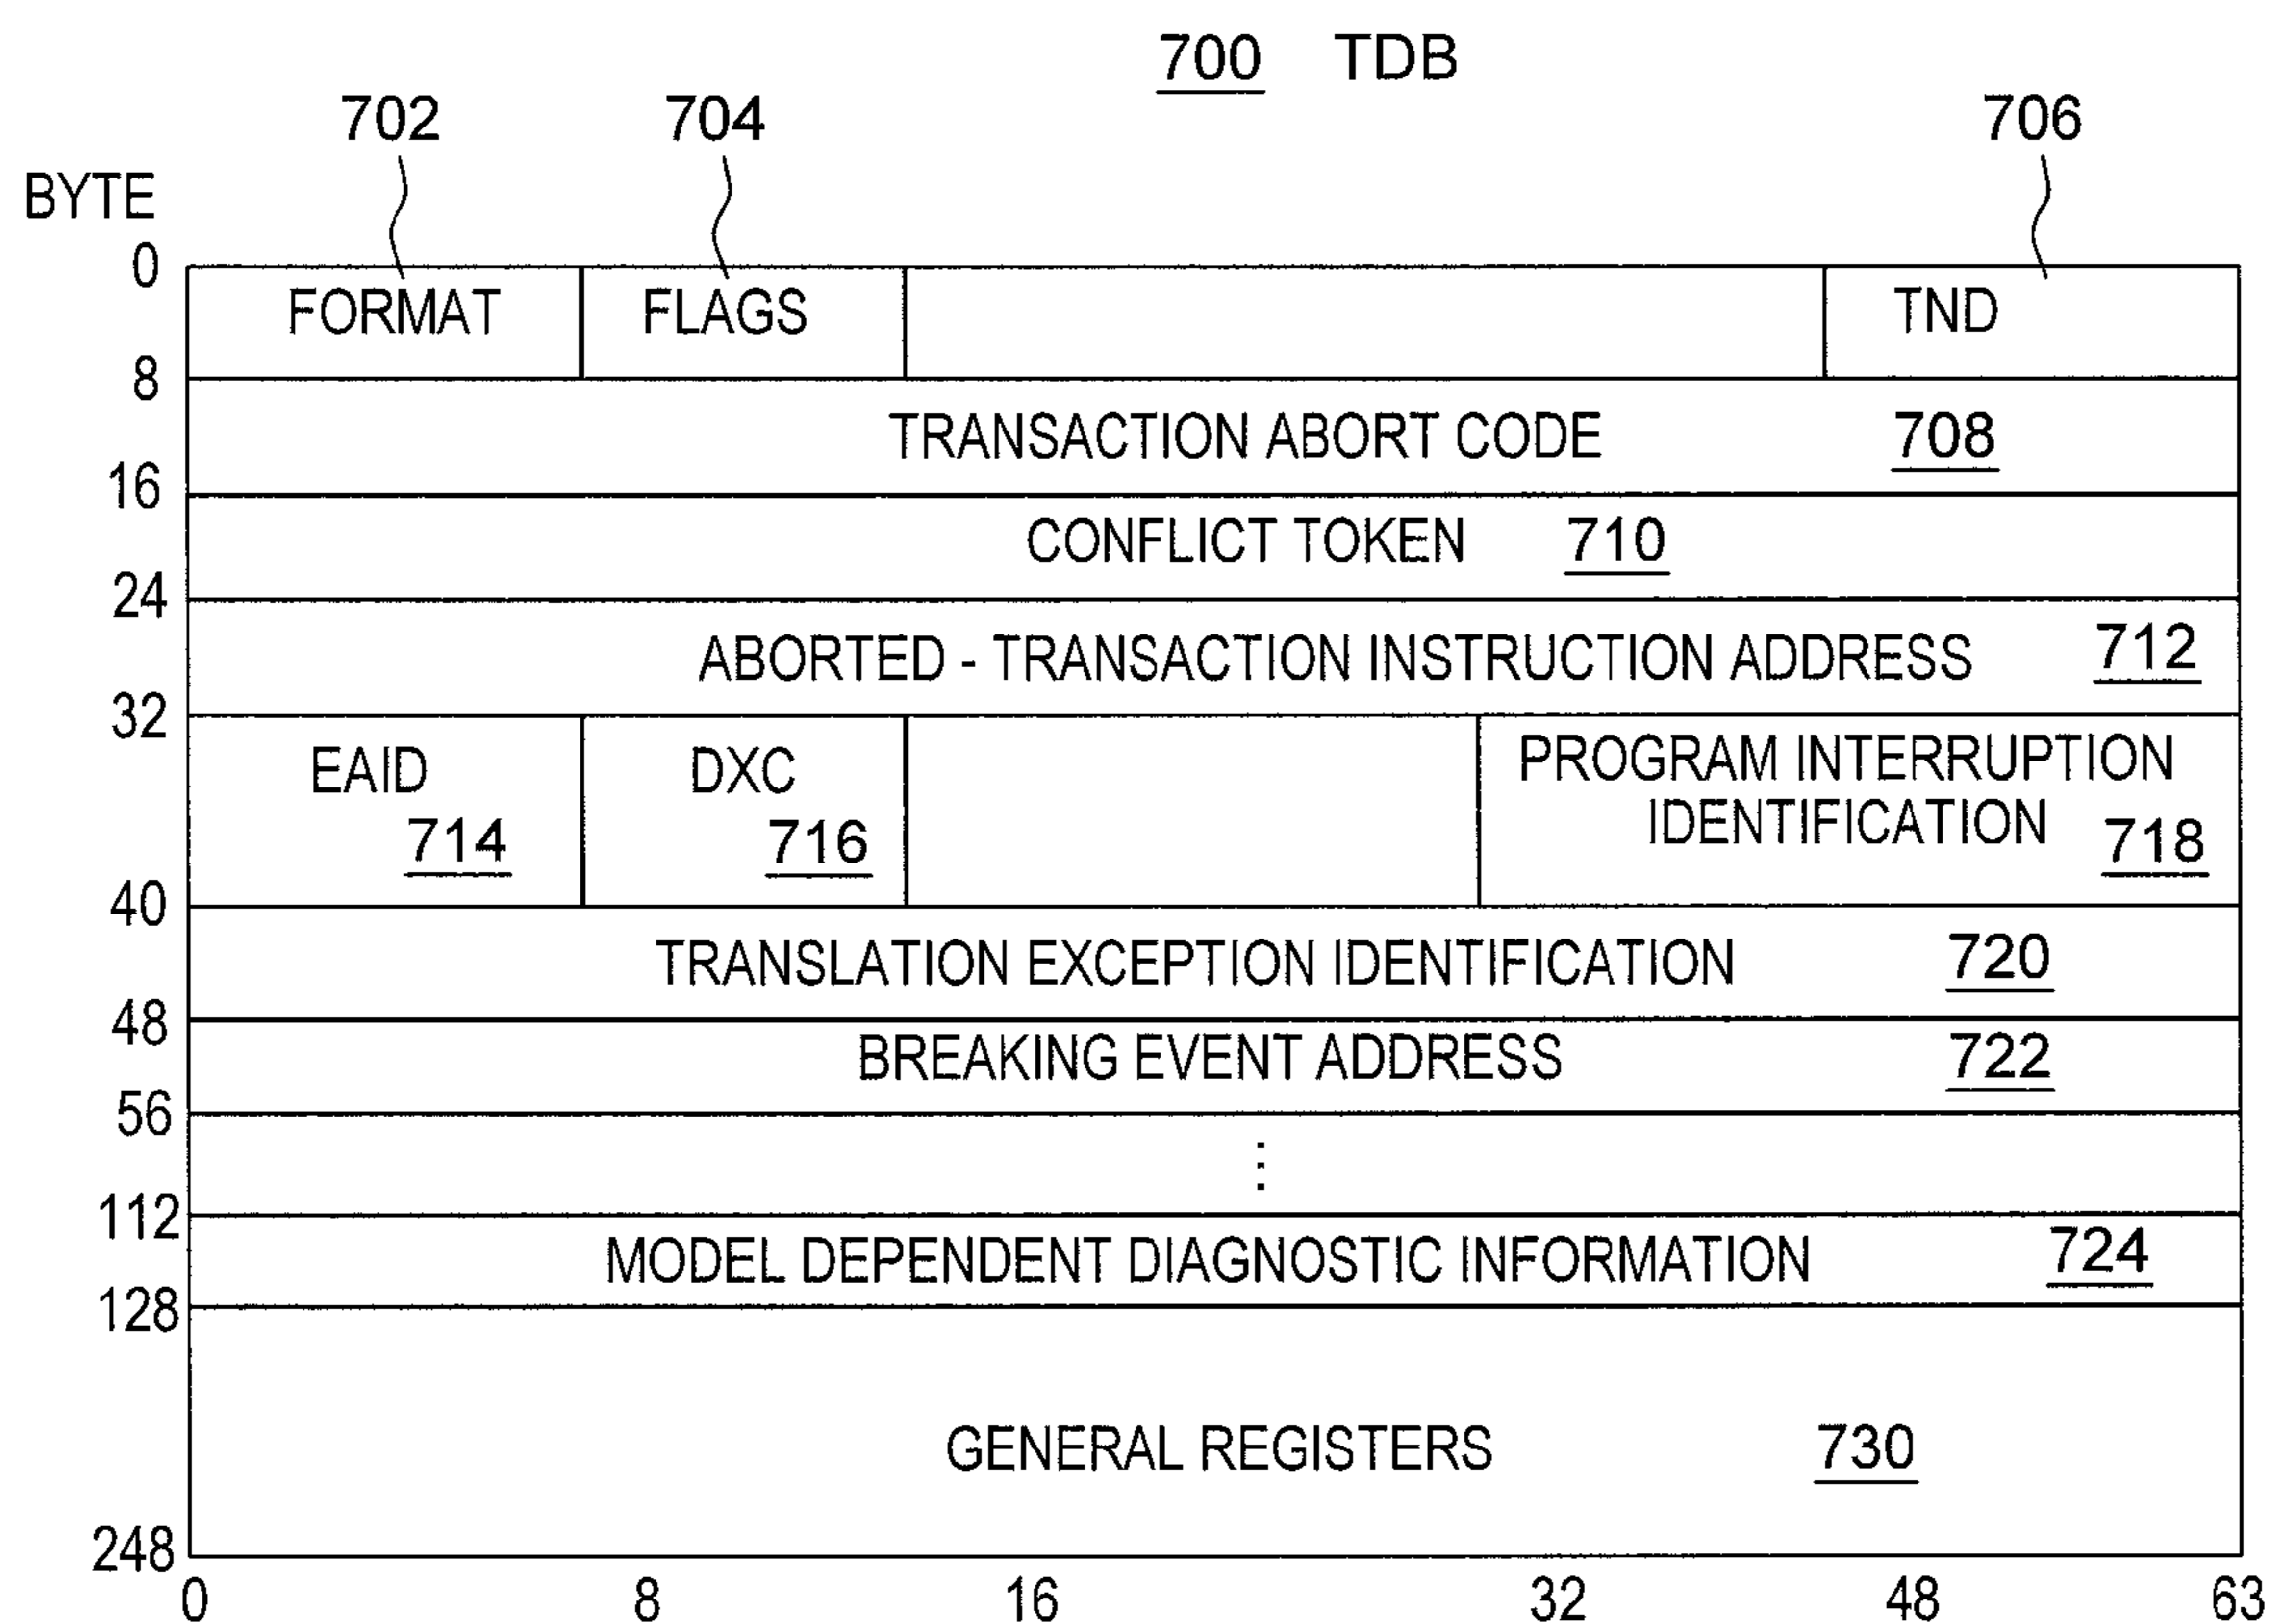 700 TDB
702 704 706
BYTE
0
FORMAT FLAGS TND
8
TRANSACTION ABORT CODE 708
16
CONFLICT TOKEN 710
24
ABORTED - TRANSACTION INSTRUCTION ADDRESS 712
32
EAID DXC PROGRAM INTERRUPTION
IDENTIFICATION
714 716 718
40
TRANSLATION EXCEPTION IDENTIFICATION 720
48
BREAKING EVENT ADDRESS 722
56
⋮
112
MODEL DEPENDENT DIAGNOSTIC INFORMATION 724
128
GENERAL REGISTERS 730
248
0 8 16 32 48 63